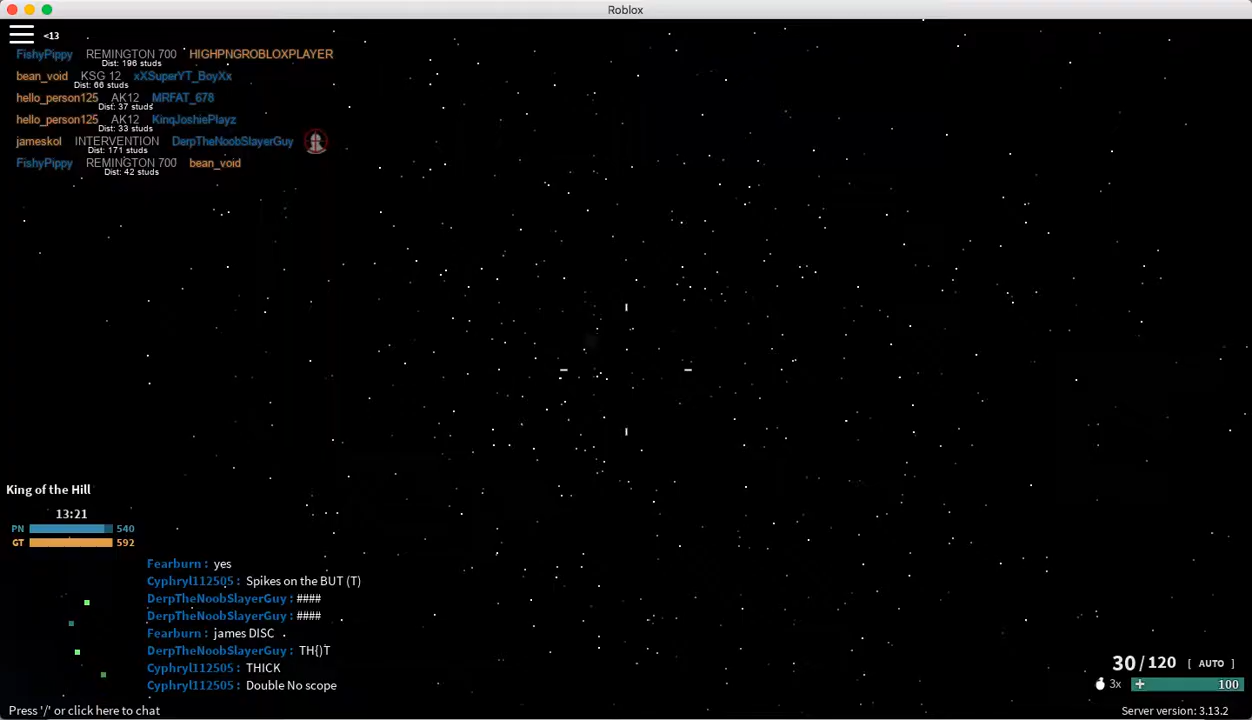 Roblox
<13
FishyPippy REMINGTON 700 HIGHPNGROBLOXPLAYER
Dist: 196 studs
bean_void KSG 12 xXSuperYT_BoyXx
Dist: 66 studs
hello_person125 AK12 MRFAT_678
Dist: 37 studs
hello_person125 AK12 KinqJoshiePlayz
Dist: 33 studs
jameskol INTERVENTION DerpTheNoobSlayerGuy
Dist: 171 studs
FishyPippy REMINGTON 700 bean_void
Dist: 42 studs
King of the Hill
13:21
PN 540
GT 592
Fearburn : yes
Cyphryl112505 : Spikes on the BUT (T)
DerpTheNoobSlayerGuy : ####
DerpTheNoobSlayerGuy : ####
Fearburn : james DISC
DerpTheNoobSlayerGuy : TH{)T
Cyphryl112505 : THICK
Cyphryl112505 : Double No scope
30/120 [ AUTO ]
3x + 100
Press '/' or click here to chat
Server version: 3.13.2